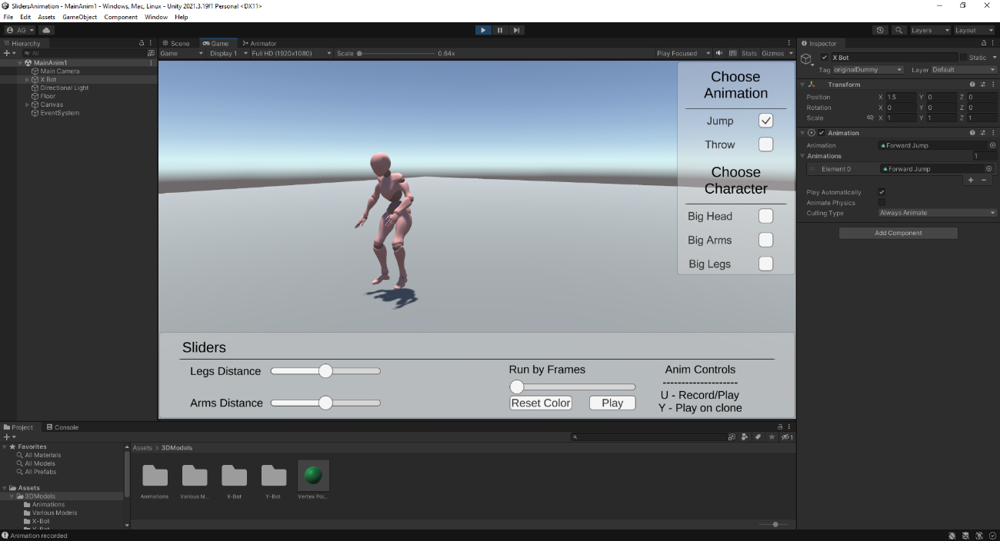 SlidersAnimation - MainAnim1 - Windows, Mac, Linux - Unity 2021.3.19f1 Personal <DX11>
File Edit Assets GameObject Component Window Help
AG
Layers Layout
Hierarchy
All
MainAnim1
Main Camera
X Bot
Directional Light
Floor
Canvas
EventSystem
Scene Game Animator
Game Display 1 Full HD (1920x1080) Scale 0.64x Play Focused Stats Gizmos
Choose
Animation
Jump
Throw
Choose
Character
Big Head
Big Arms
Big Legs
Sliders
Legs Distance
Arms Distance
Run by Frames
Reset Color Play
Anim Controls
--------------------
U - Record/Play
Y - Play on clone
Inspector
X Bot Static
Tag originalDummy Layer Default
Transform
Position X 1.5 Y 0 Z 0
Rotation X 0 Y 0 Z 0
Scale X 1 Y 1 Z 1
Animation
Animation Forward Jump
Animations 1
Element 0 Forward Jump
Play Automatically
Animate Physics
Culling Type Always Animate
Add Component
Project Console
1
Favorites
All Materials
All Models
All Prefabs
Assets
3DModels
Animations
Various Models
X-Bot
Y-Bot
Assets > 3DModels
Animations Various M... X-Bot Y-Bot Vertex Poi...
Animation recorded